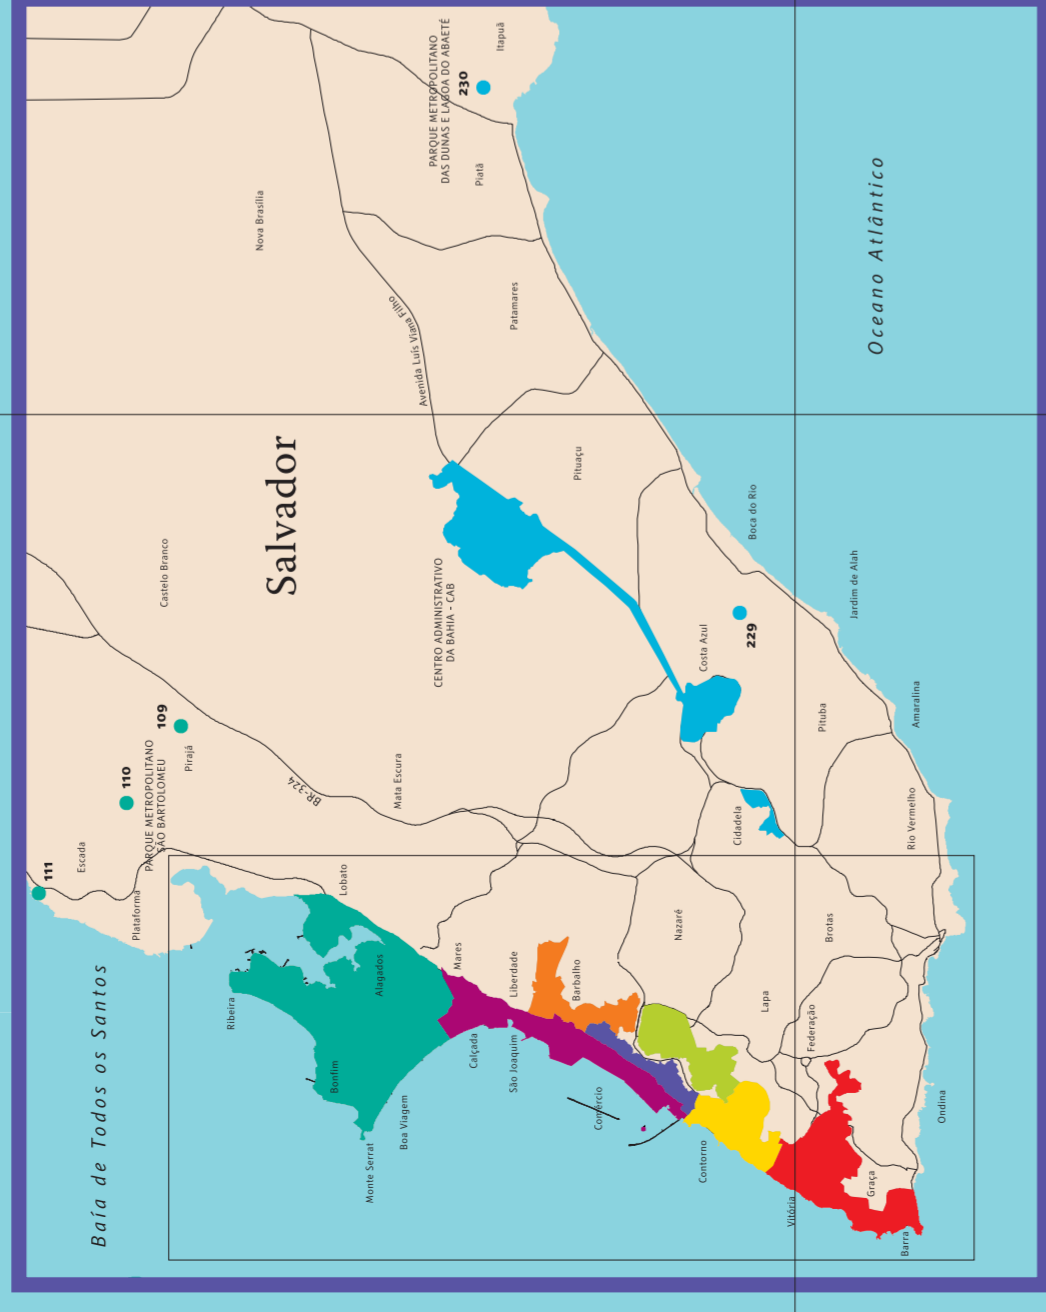 Baía de Todos os Santos
Oceano Atlântico
Salvador
111
Escada
Plataforma
110
PARQUE METROPOLITANO
SÃO BARTOLOMEU
109
Pirajá
Castelo Branco
Nova Brasília
BR-324
Mata Escura
CENTRO ADMINISTRATIVO
DA BAHIA - CAB
Avenida Luís Viana Filho
PARQUE METROPOLITANO
DAS DUNAS E LAGOA DO ABAETÉ
230
Itapuã
Piatã
Patamares
Pituaçu
Boca do Rio
Jardim de Alah
229
Costa Azul
Pituba
Amaralina
Cidadela
Rio Vermelho
Lobato
Ribeira
Alagados
Bonfim
Monte Serrat
Boa Viagem
Mares
Calçada
Liberdade
São Joaquim
Barbalho
Comércio
Nazaré
Lapa
Brotas
Federação
Contorno
Vitória
Graça
Barra
Ondina